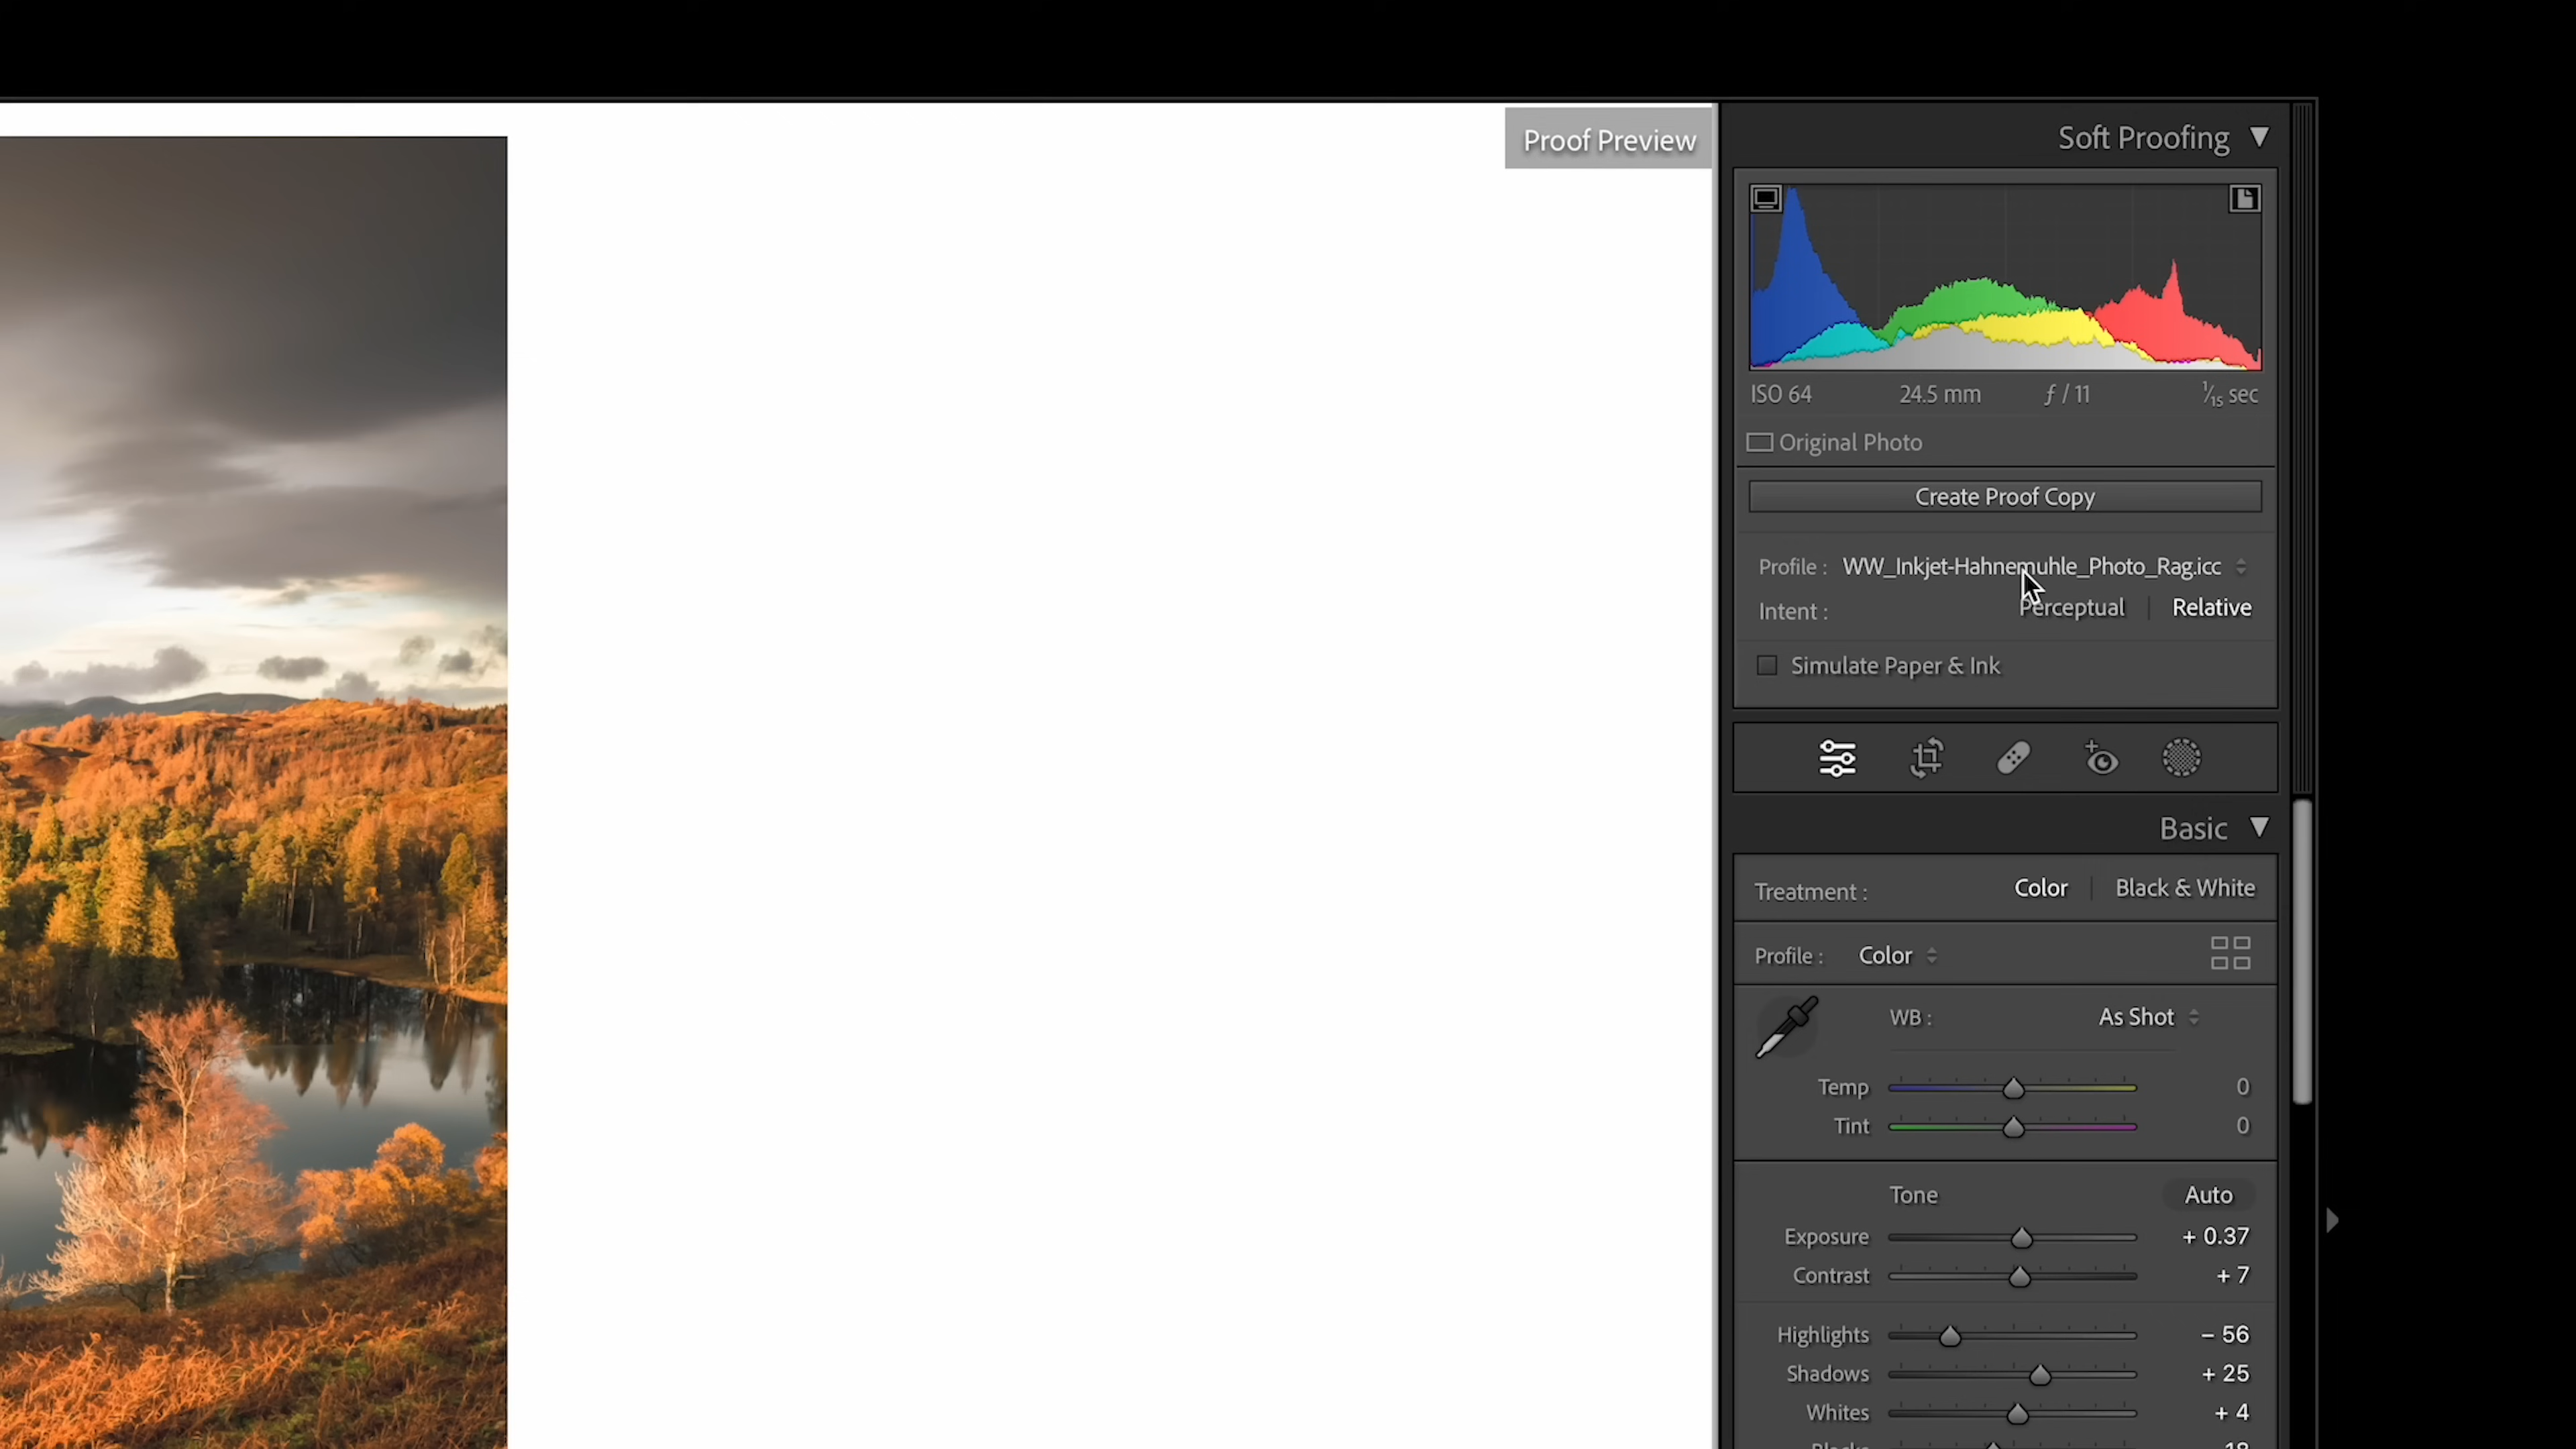 Proof Preview
Soft Proofing
ISO 64 24.5 mm ƒ / 11 1/15 sec
Original Photo
Create Proof Copy
Profile : WW_Inkjet-Hahnemuhle_Photo_Rag.icc
Intent : Perceptual | Relative
Simulate Paper & Ink
Basic
Treatment : Color | Black & White
Profile : Color
WB : As Shot
Temp 0
Tint 0
Tone Auto
Exposure + 0.37
Contrast + 7
Highlights – 56
Shadows + 25
Whites + 4